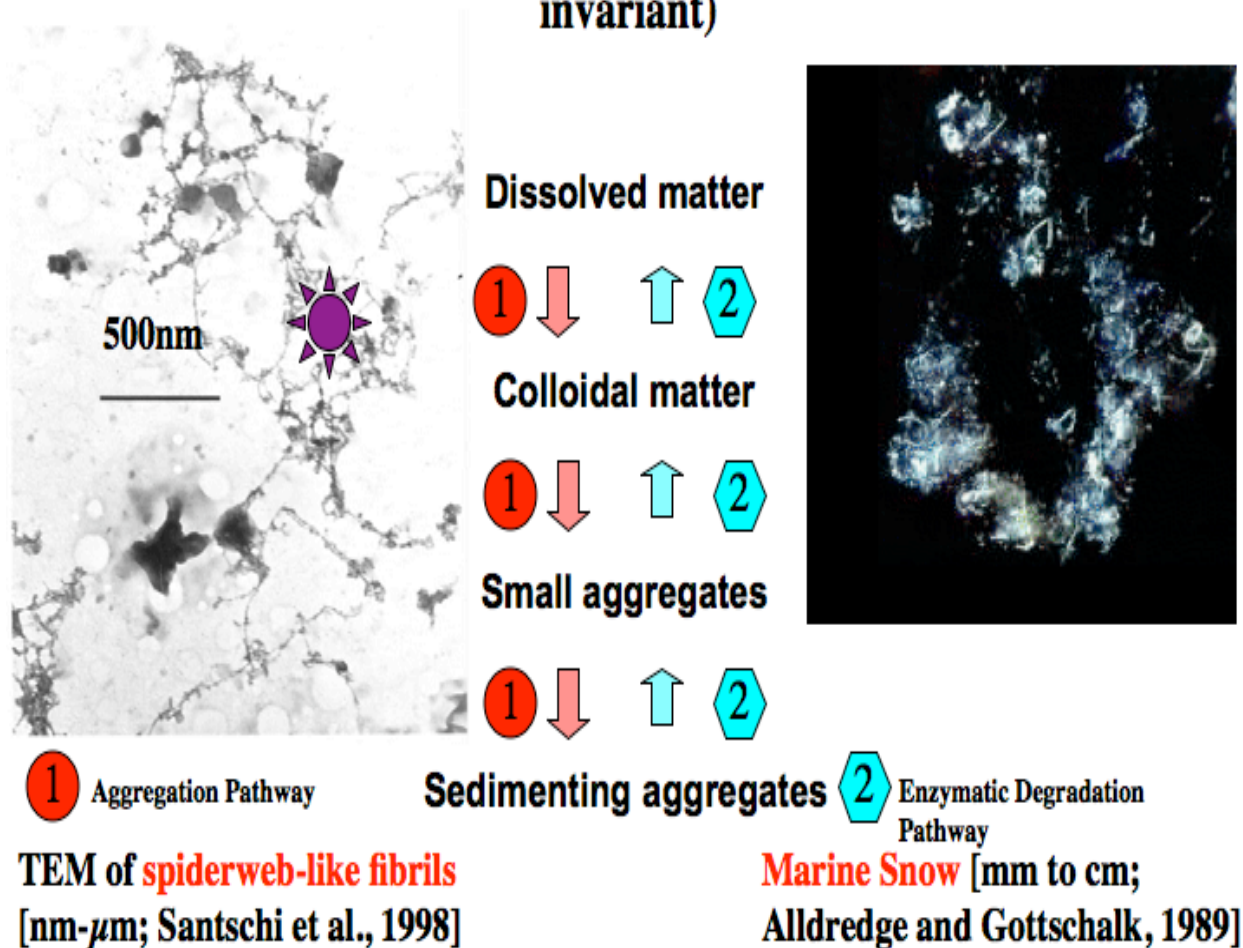 invariant)
Dissolved matter
1 2
500nm
Colloidal matter
1 2
Small aggregates
1 2
1 Aggregation Pathway
Sedimenting aggregates
2 Enzymatic Degradation
Pathway
TEM of spiderweb-like fibrils
[nm-μm; Santschi et al., 1998]
Marine Snow [mm to cm;
Alldredge and Gottschalk, 1989]